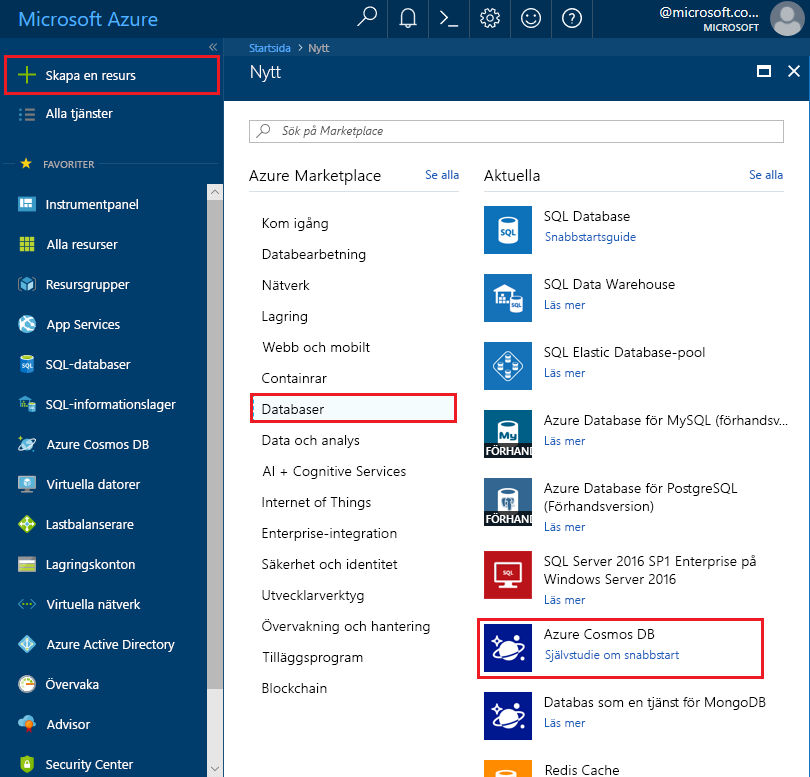 Microsoft Azure
@microsoft.co...
MICROSOFT
Skapa en resurs
Alla tjänster
FAVORITER
Instrumentpanel
Alla resurser
Resursgrupper
App Services
SQL-databaser
SQL-informationslager
Azure Cosmos DB
Virtuella datorer
Lastbalanserare
Lagringskonton
Virtuella nätverk
Azure Active Directory
Övervaka
Advisor
Security Center
Startsida > Nytt
Nytt
Sök på Marketplace
Azure Marketplace
Se alla
Kom igång
Databearbetning
Nätverk
Lagring
Webb och mobilt
Containrar
Databaser
Data och analys
AI + Cognitive Services
Internet of Things
Enterprise-integration
Säkerhet och identitet
Utvecklarverktyg
Övervakning och hantering
Tilläggsprogram
Blockchain
Aktuella
Se alla
SQL
SQL Database
Snabbstartsguide
SQL
SQL Data Warehouse
Läs mer
SQL Elastic Database-pool
Läs mer
My
FÖRHAND
Azure Database för MySQL (förhandsv...
Läs mer
FÖRHAND
Azure Database för PostgreSQL
(Förhandsversion)
Läs mer
SQL
SQL Server 2016 SP1 Enterprise på
Windows Server 2016
Läs mer
Azure Cosmos DB
Självstudie om snabbstart
Databas som en tjänst för MongoDB
Läs mer
Redis Cache